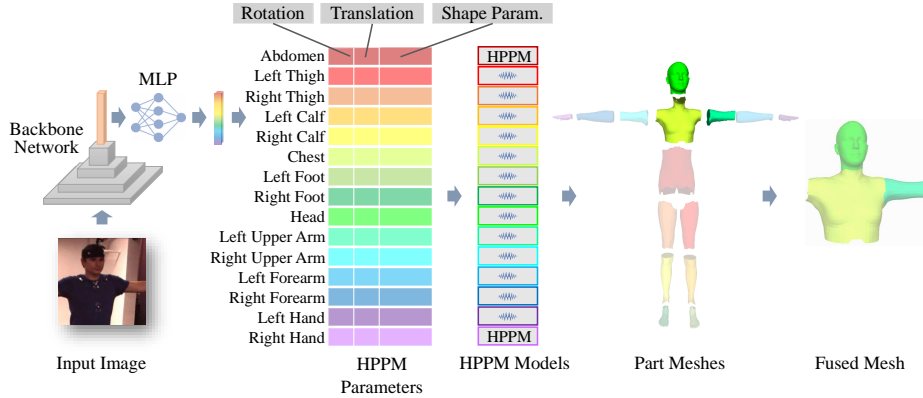 Rotation Translation Shape Param.
Abdomen
Left Thigh
Right Thigh
Left Calf
Right Calf
Chest
Left Foot
Right Foot
Head
Left Upper Arm
Right Upper Arm
Left Forearm
Right Forearm
Left Hand
Right Hand
MLP
Backbone
Network
Input Image
HPPM
Parameters
HPPM
HPPM
HPPM Models
Part Meshes
Fused Mesh